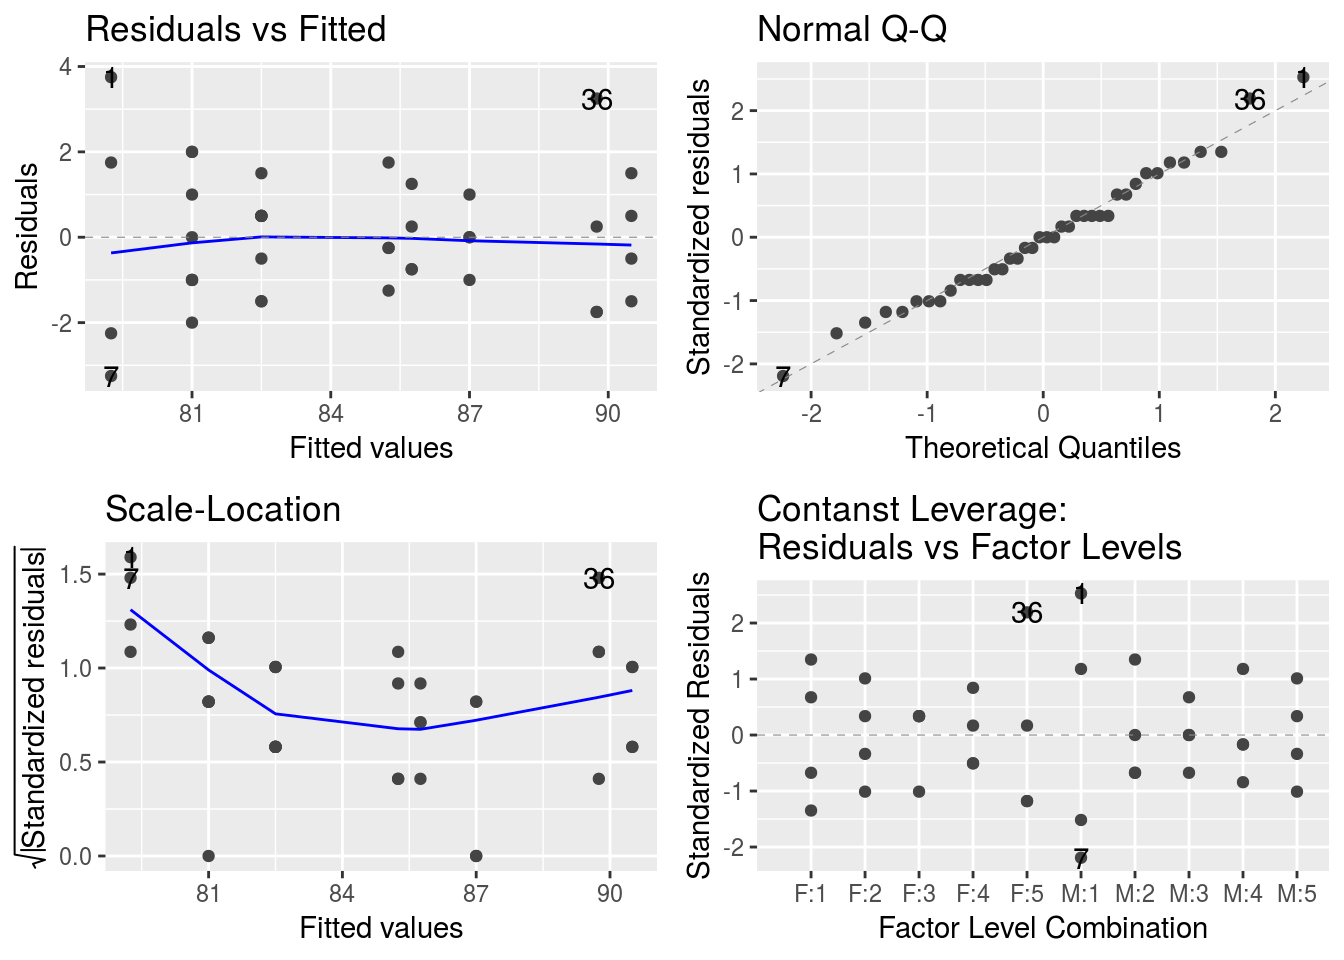 Residuals vs Fitted
Residuals
4
2
0
-2
1
36
7
81
84
87
90
Fitted values
Normal Q-Q
Standardized residuals
2
1
0
-1
-2
1
36
7
-2
-1
0
1
2
Theoretical Quantiles
Scale-Location
√|Standardized residuals|
1.5
1.0
0.5
0.0
1
7
36
81
84
87
90
Fitted values
Contanst Leverage:
Residuals vs Factor Levels
Standardized Residuals
2
1
0
-1
-2
36
1
7
F:1
F:2
F:3
F:4
F:5
M:1
M:2
M:3
M:4
M:5
Factor Level Combination